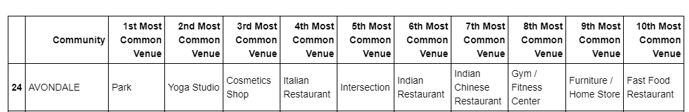 Community 1st Most Common Venue 2nd Most Common Venue 3rd Most Common Venue 4th Most Common Venue 5th Most Common Venue 6th Most Common Venue 7th Most Common Venue 8th Most Common Venue 9th Most Common Venue 10th Most Common Venue
24 AVONDALE Park Yoga Studio Cosmetics Shop Italian Restaurant Intersection Indian Restaurant Indian Chinese Restaurant Gym / Fitness Center Furniture / Home Store Fast Food Restaurant